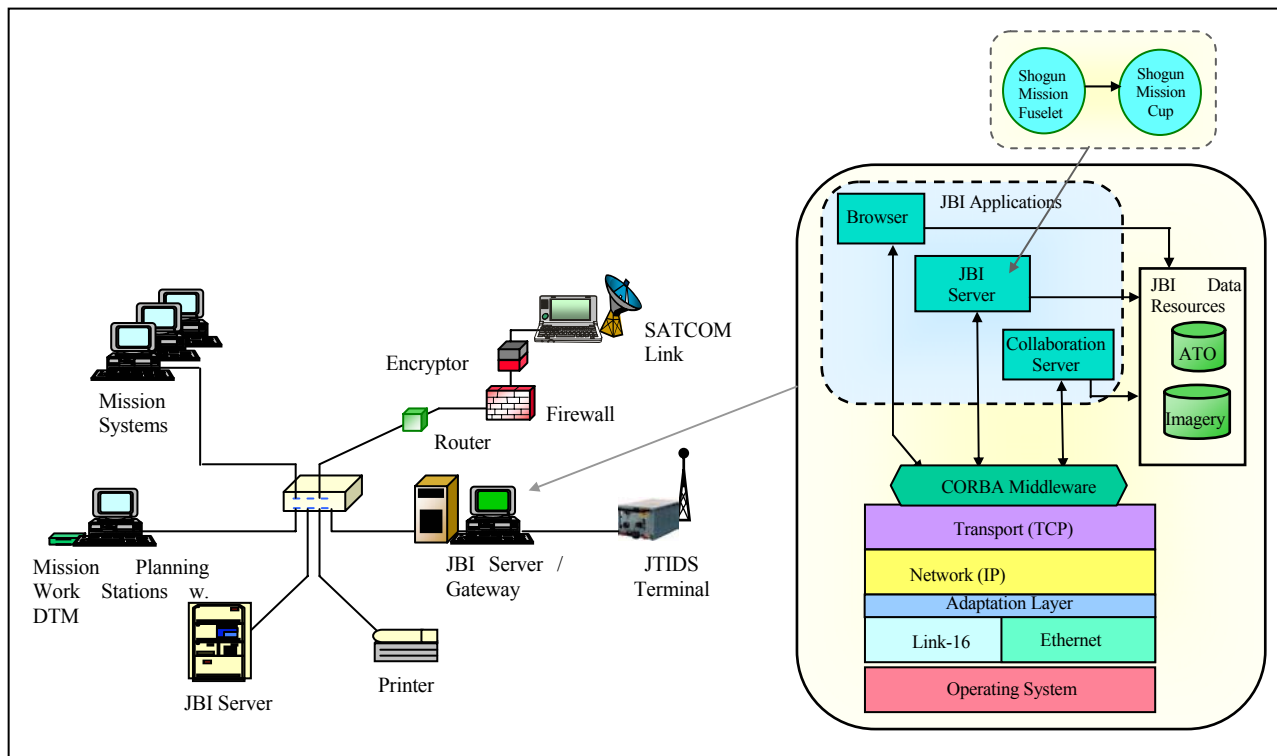 Shogun
Mission
Fuselet
Shogun
Mission
Cup
JBI Applications
Browser
JBI
Server
Collaboration
Server
JBI Data
Resources
ATO
Imagery
CORBA Middleware
Transport (TCP)
Network (IP)
Adaptation Layer
Link-16
Ethernet
Operating System
SATCOM
Link
Encryptor
Firewall
Router
Mission
Systems
Mission Planning
Work Stations w.
DTM
JBI Server /
Gateway
JTIDS
Terminal
JBI Server
Printer